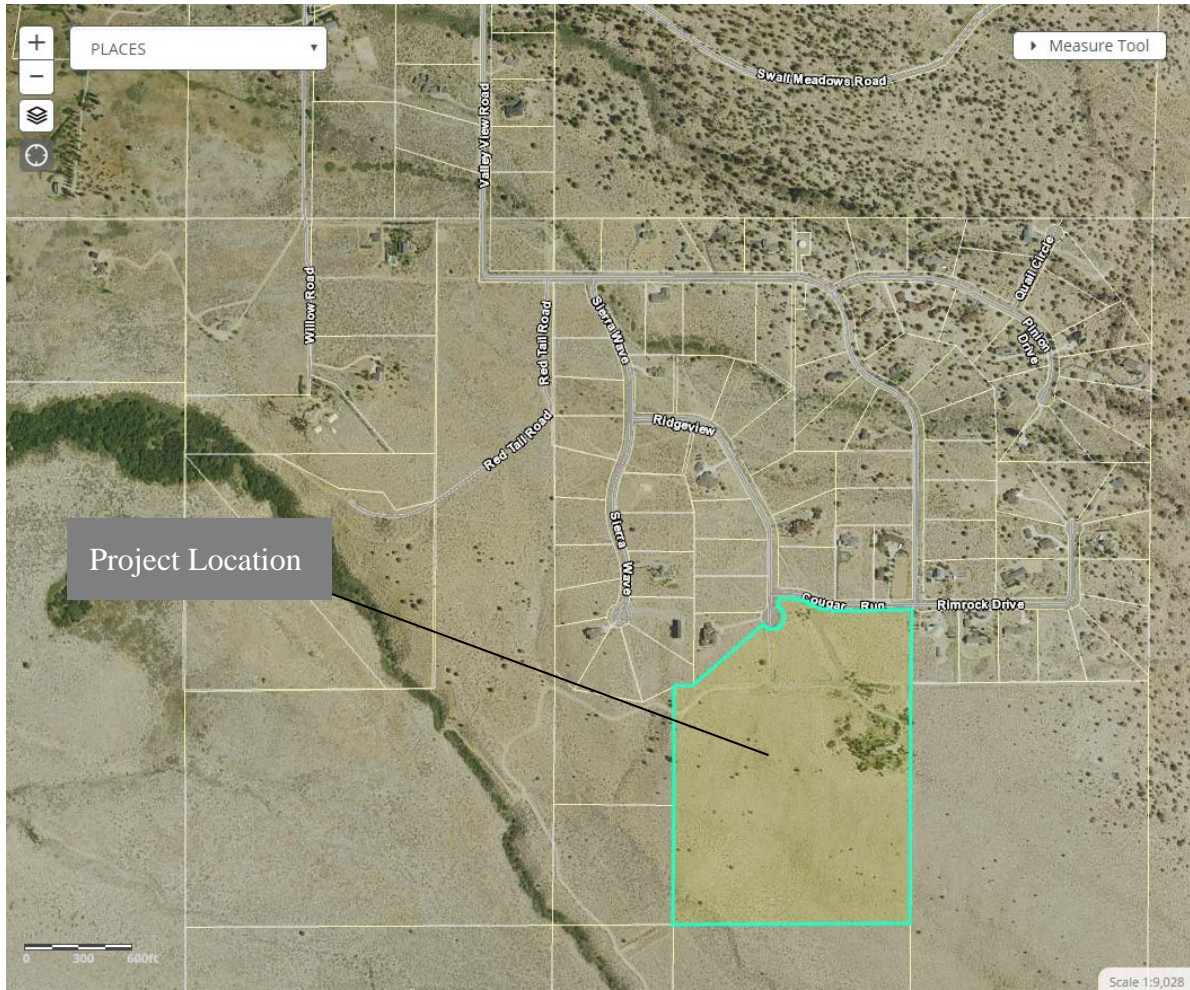 +
PLACES
Measure Tool
−
Swall Meadows Road
Valley View Road
Quail Circle
Willow Road
Sierra Wave
Red Tail Road
Pinion
Drive
Ridgeview
Red Tail Road
Sierra
Wave
Project Location
Cougar Run
Rimrock Drive
0 300 600ft
Scale 1:9,028